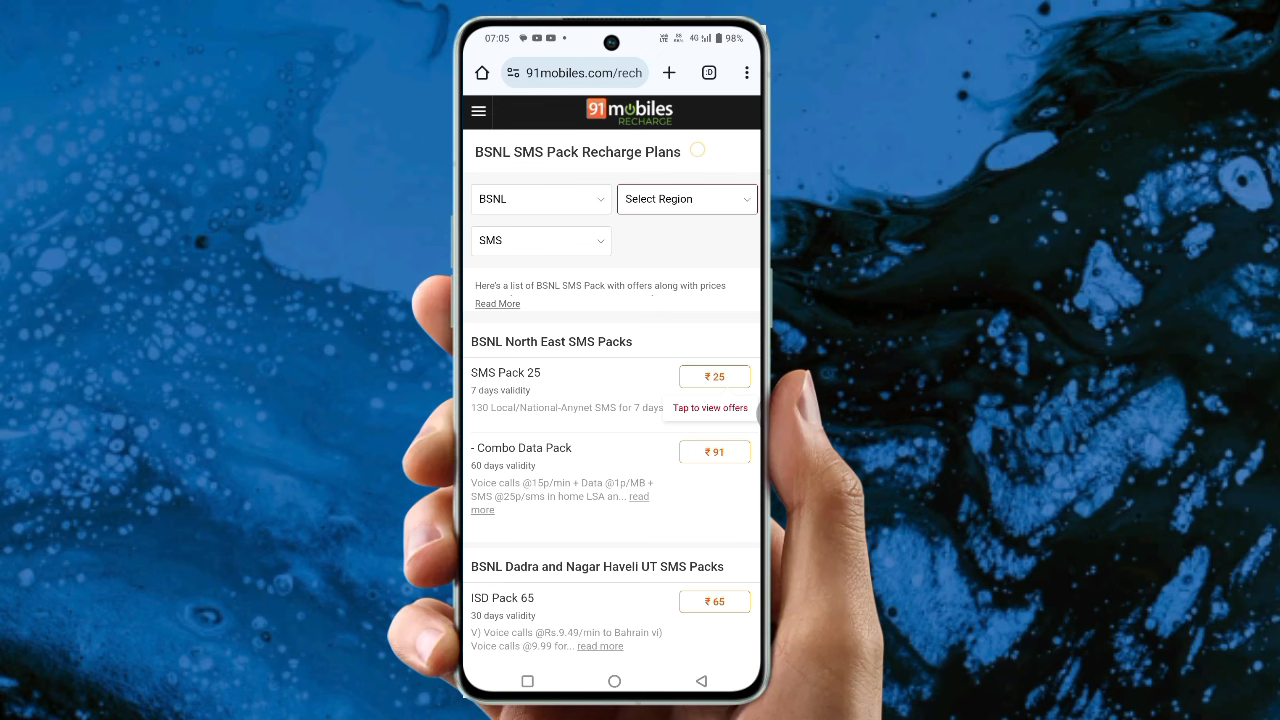 07:05
4G
98%
91mobiles.com/rech
:D
91mobiles
RECHARGE
BSNL SMS Pack Recharge Plans
BSNL
Select Region
SMS
Here's a list of BSNL SMS Pack with offers along with prices
Read More
BSNL North East SMS Packs
SMS Pack 25
₹ 25
7 days validity
130 Local/National-Anynet SMS for 7 days
Tap to view offers
- Combo Data Pack
₹ 91
60 days validity
Voice calls @15p/min + Data @1p/MB +
SMS @25p/sms in home LSA an... read
more
BSNL Dadra and Nagar Haveli UT SMS Packs
ISD Pack 65
₹ 65
30 days validity
V) Voice calls @Rs.9.49/min to Bahrain vi)
Voice calls @9.99 for... read more